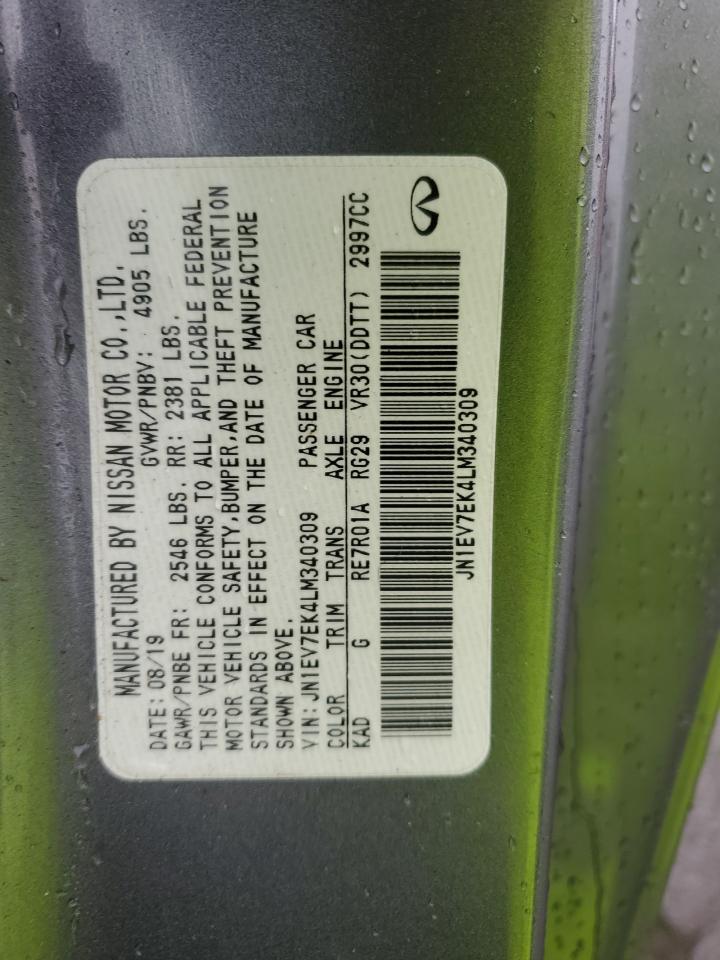 MANUFACTURED BY NISSAN MOTOR CO.,LTD.
DATE: 08/19 GVWR/PNBV: 4905 LBS.
GAWR/PNBE FR: 2546 LBS. RR: 2381 LBS.
THIS VEHICLE CONFORMS TO ALL APPLICABLE FEDERAL
MOTOR VEHICLE SAFETY,BUMPER,AND THEFT PREVENTION
STANDARDS IN EFFECT ON THE DATE OF MANUFACTURE
SHOWN ABOVE.
VIN: JN1EV7EK4LM340309 PASSENGER CAR
COLOR TRIM TRANS AXLE ENGINE
KAD G RE7R01A RG29 VR30(DDTT) 2997CC
JN1EV7EK4LM340309